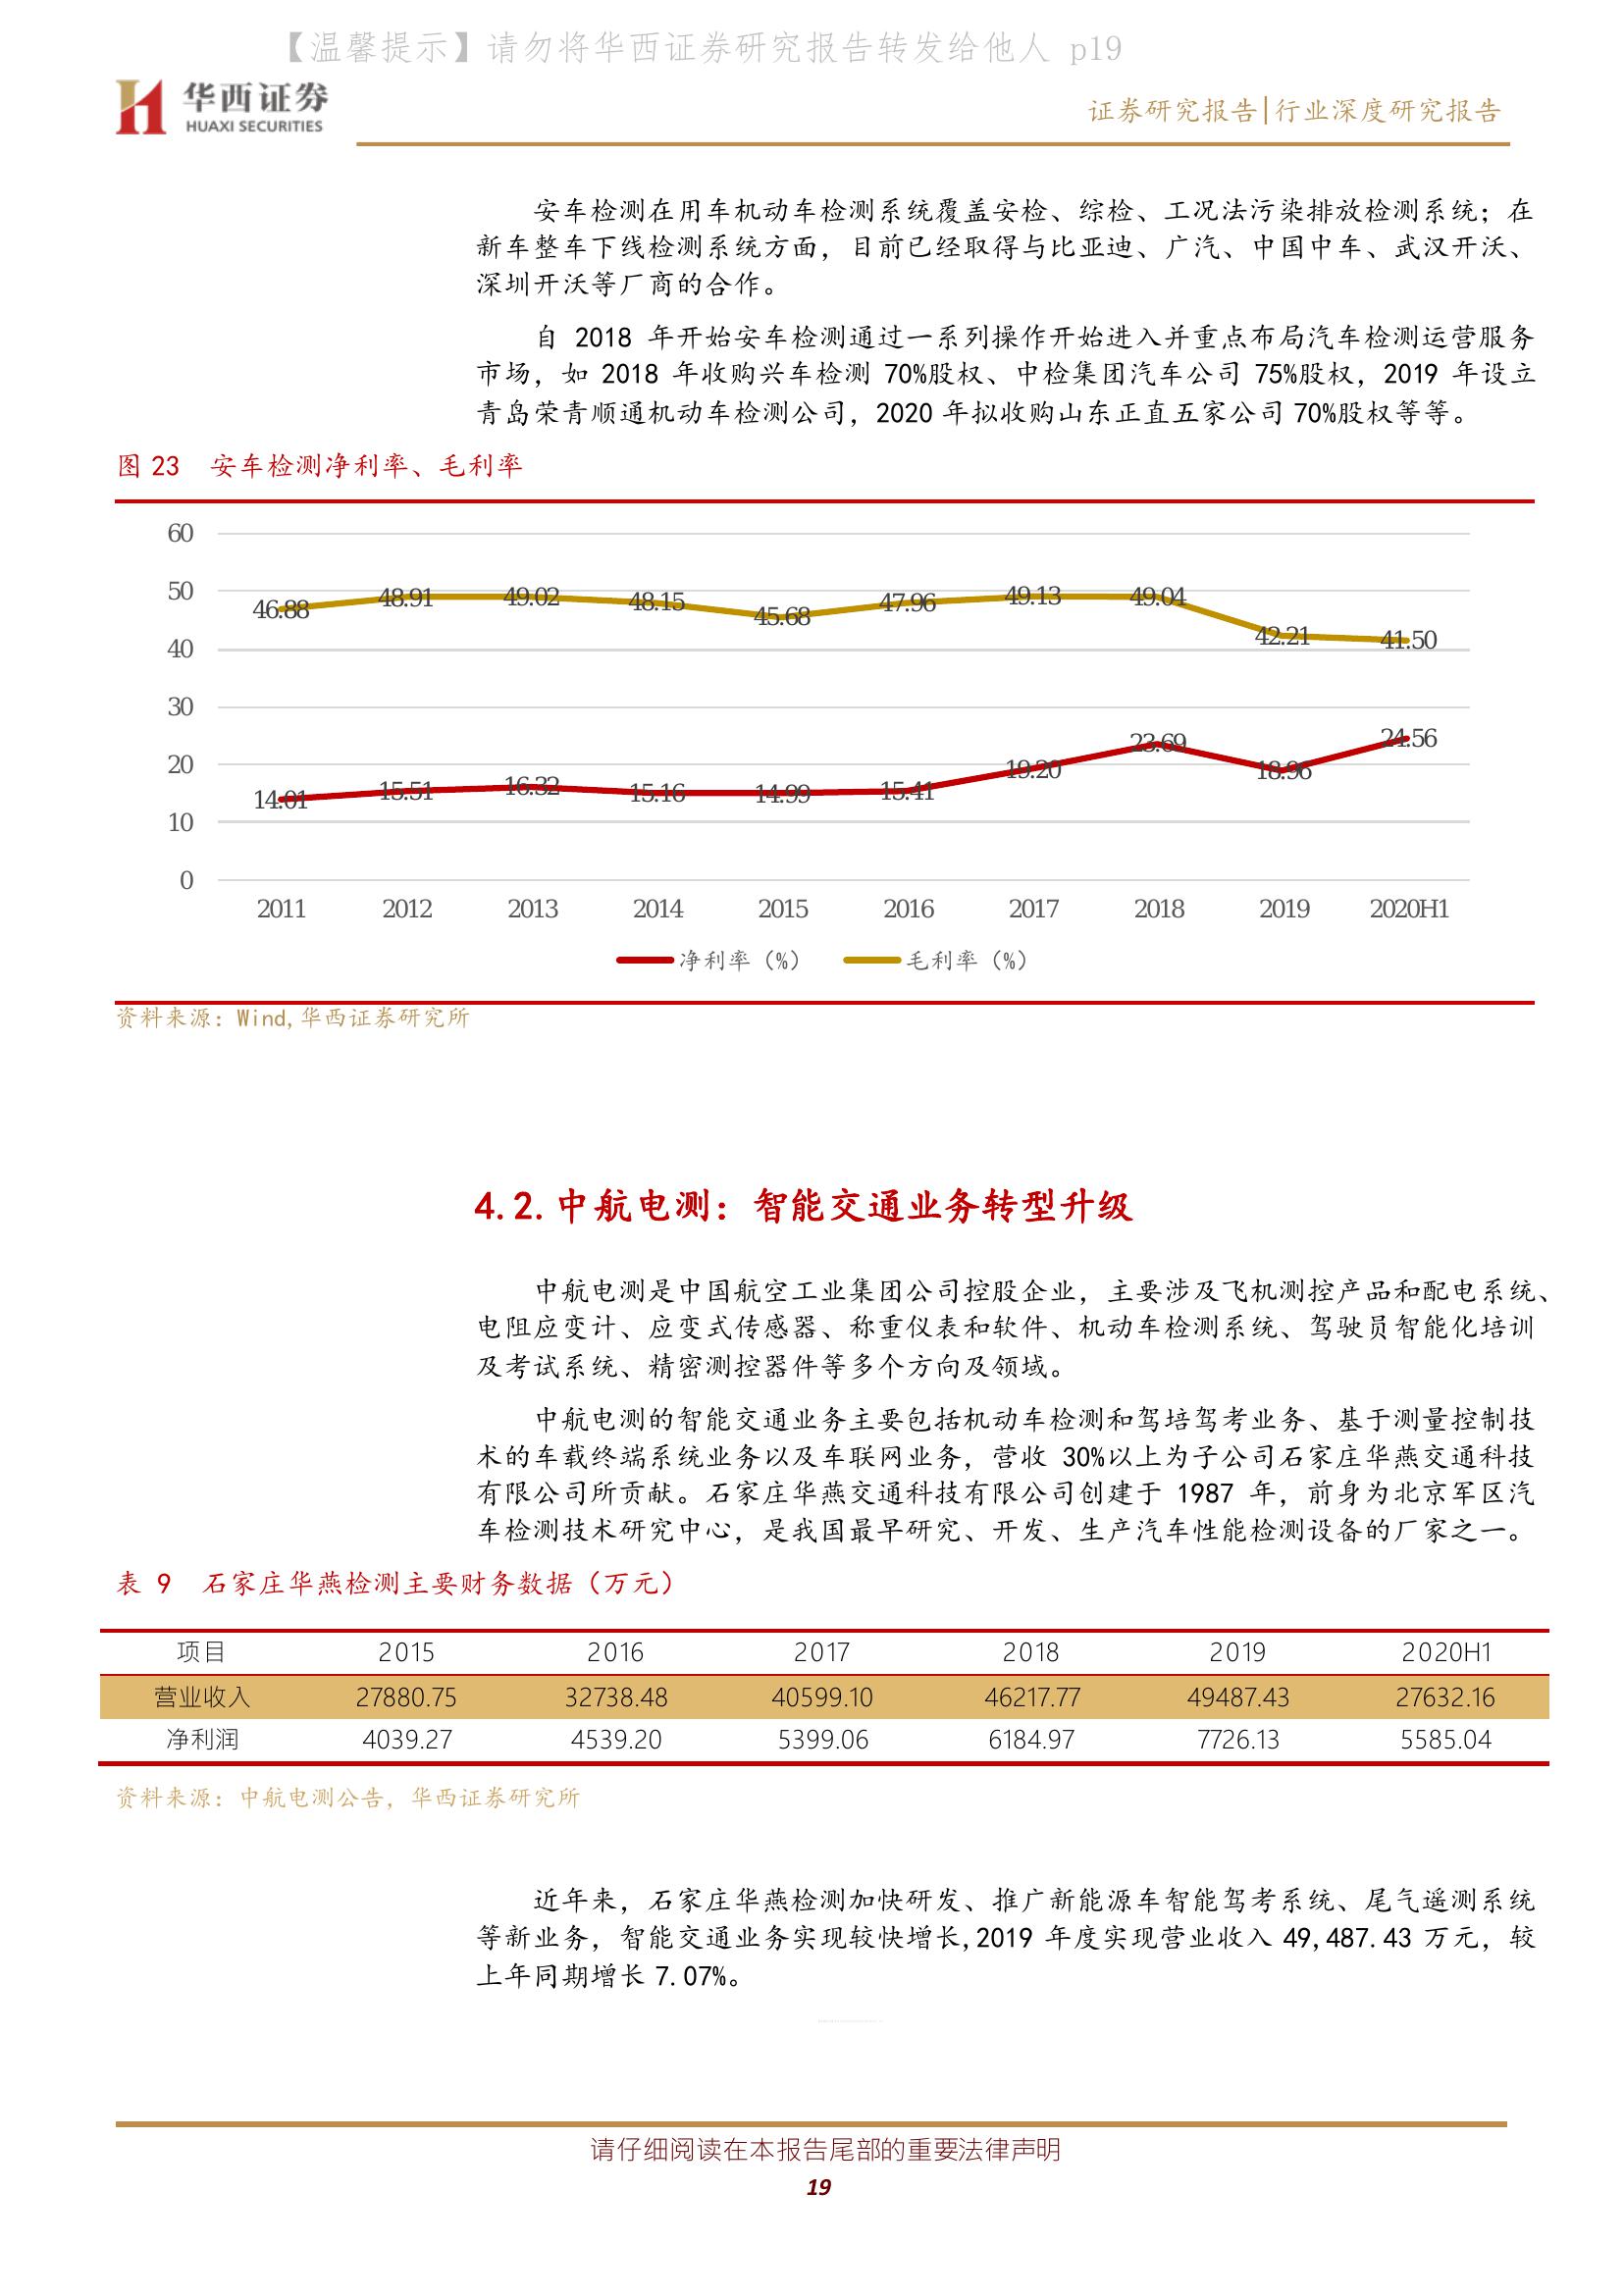 【温馨提示】请勿将华西证券研究报告转发给他人 p19
华西证券
HUAXI SECURITIES
证券研究报告|行业深度研究报告
安车检测在用车机动车检测系统覆盖安检、综检、工况法污染排放检测系统；在
新车整车下线检测系统方面，目前已经取得与比亚迪、广汽、中国中车、武汉开沃、
深圳开沃等厂商的合作。
自 2018 年开始安车检测通过一系列操作开始进入并重点布局汽车检测运营服务
市场，如 2018 年收购兴车检测 70%股权、中检集团汽车公司 75%股权，2019 年设立
青岛荣青顺通机动车检测公司，2020 年拟收购山东正直五家公司 70%股权等等。
图 23 安车检测净利率、毛利率
60
50
40
30
20
10
0
46.88 48.91 49.02 48.15 45.68 47.96 49.13 49.04 42.21 41.50
14.01 15.51 16.32 15.16 14.99 15.41 19.20 23.69 18.96 24.56
2011 2012 2013 2014 2015 2016 2017 2018 2019 2020H1
净利率（%） 毛利率（%）
资料来源：Wind,华西证券研究所
4.2.中航电测：智能交通业务转型升级
中航电测是中国航空工业集团公司控股企业，主要涉及飞机测控产品和配电系统、
电阻应变计、应变式传感器、称重仪表和软件、机动车检测系统、驾驶员智能化培训
及考试系统、精密测控器件等多个方向及领域。
中航电测的智能交通业务主要包括机动车检测和驾培驾考业务、基于测量控制技
术的车载终端系统业务以及车联网业务，营收 30%以上为子公司石家庄华燕交通科技
有限公司所贡献。石家庄华燕交通科技有限公司创建于 1987 年，前身为北京军区汽
车检测技术研究中心，是我国最早研究、开发、生产汽车性能检测设备的厂家之一。
表 9 石家庄华燕检测主要财务数据（万元）
项目 2015 2016 2017 2018 2019 2020H1
营业收入 27880.75 32738.48 40599.10 46217.77 49487.43 27632.16
净利润 4039.27 4539.20 5399.06 6184.97 7726.13 5585.04
资料来源：中航电测公告，华西证券研究所
近年来，石家庄华燕检测加快研发、推广新能源车智能驾考系统、尾气遥测系统
等新业务，智能交通业务实现较快增长,2019 年度实现营业收入 49,487.43 万元，较
上年同期增长 7.07%。
请仔细阅读在本报告尾部的重要法律声明
19